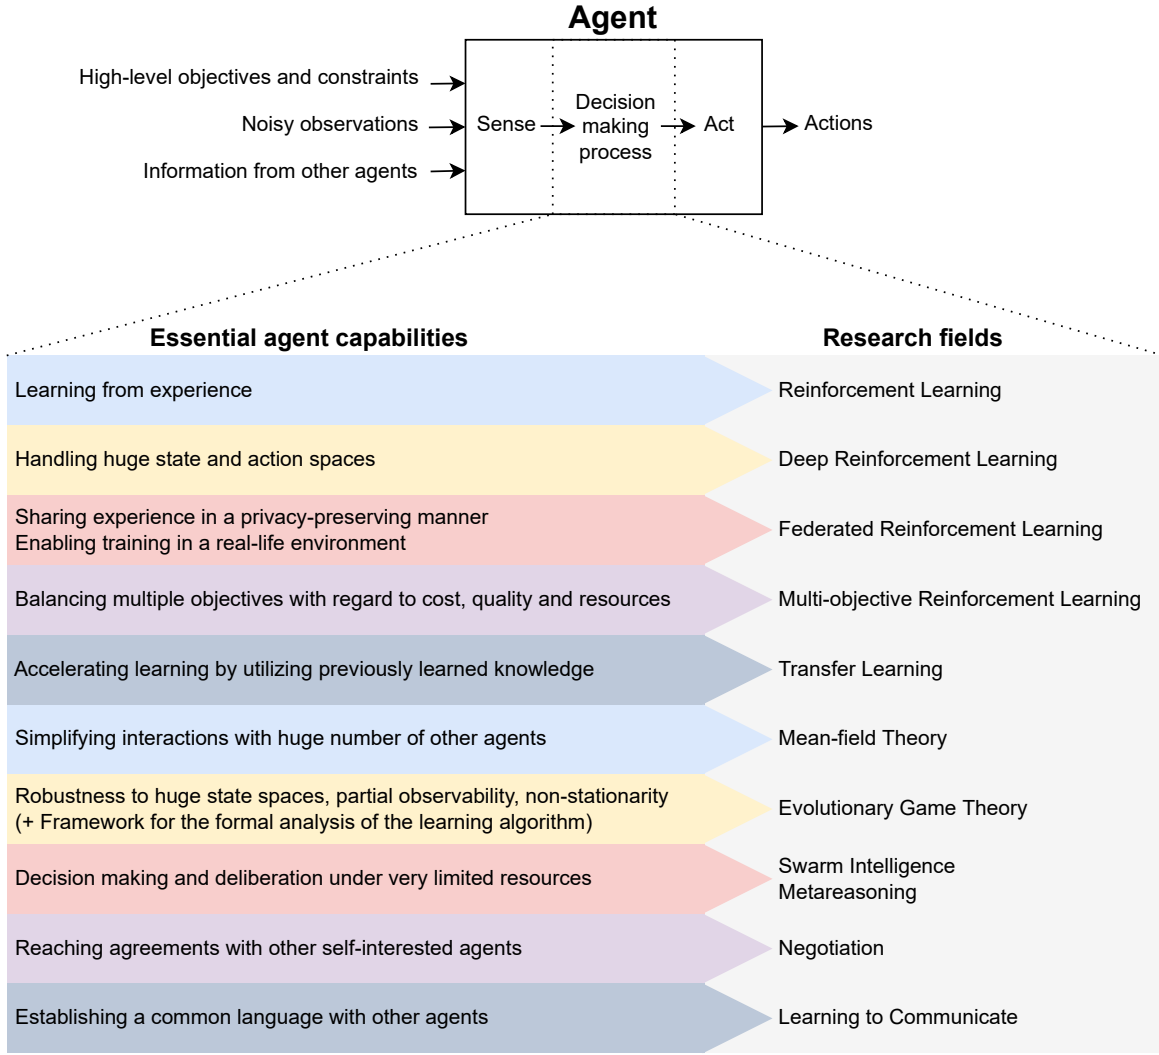 Agent
High-level objectives and constraints
Noisy observations
Information from other agents
Sense
Decision
making
process
Act
Actions
Essential agent capabilities
Research fields
Learning from experience
Reinforcement Learning
Handling huge state and action spaces
Deep Reinforcement Learning
Sharing experience in a privacy-preserving manner
Enabling training in a real-life environment
Federated Reinforcement Learning
Balancing multiple objectives with regard to cost, quality and resources
Multi-objective Reinforcement Learning
Accelerating learning by utilizing previously learned knowledge
Transfer Learning
Simplifying interactions with huge number of other agents
Mean-field Theory
Robustness to huge state spaces, partial observability, non-stationarity
(+ Framework for the formal analysis of the learning algorithm)
Evolutionary Game Theory
Decision making and deliberation under very limited resources
Swarm Intelligence
Metareasoning
Reaching agreements with other self-interested agents
Negotiation
Establishing a common language with other agents
Learning to Communicate